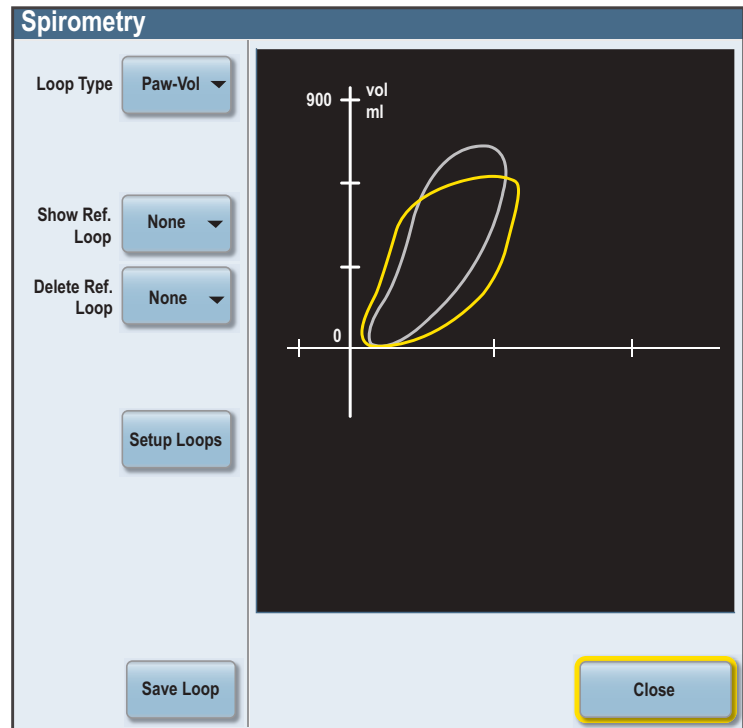 Spirometry
Loop Type
Paw-Vol
Show Ref.
Loop
None
Delete Ref.
Loop
None
Setup Loops
Save Loop
900
vol
ml
0
Close